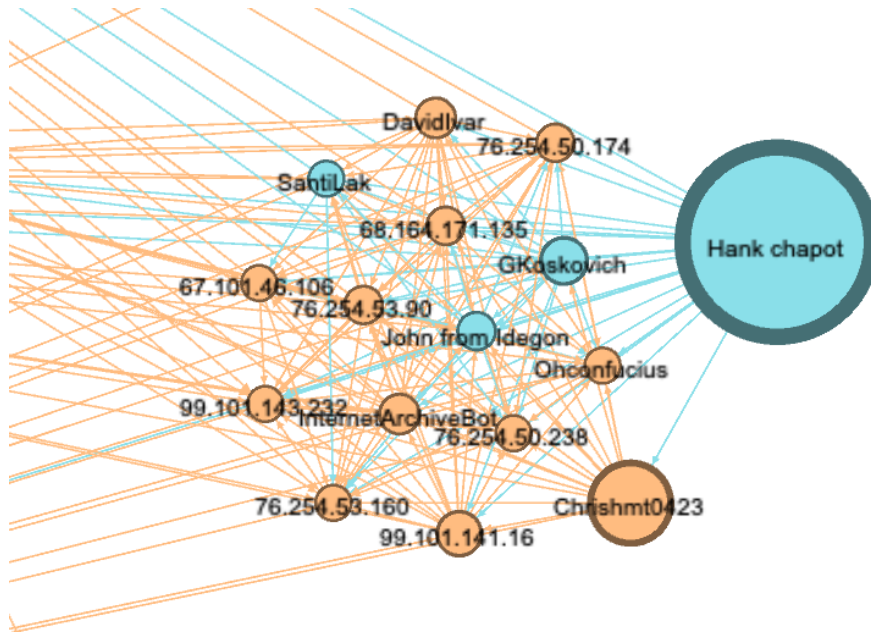 DavidIvar
76.254.50.174
SantiLak
68.164.171.135
Hank chapot
GKoskovich
67.101.46.106
76.254.53.90
John from Idegon
Ohconfucius
99.101.143.232
InternetArchiveBot
76.254.50.238
76.254.53.160
Chrishmt0423
99.101.141.16